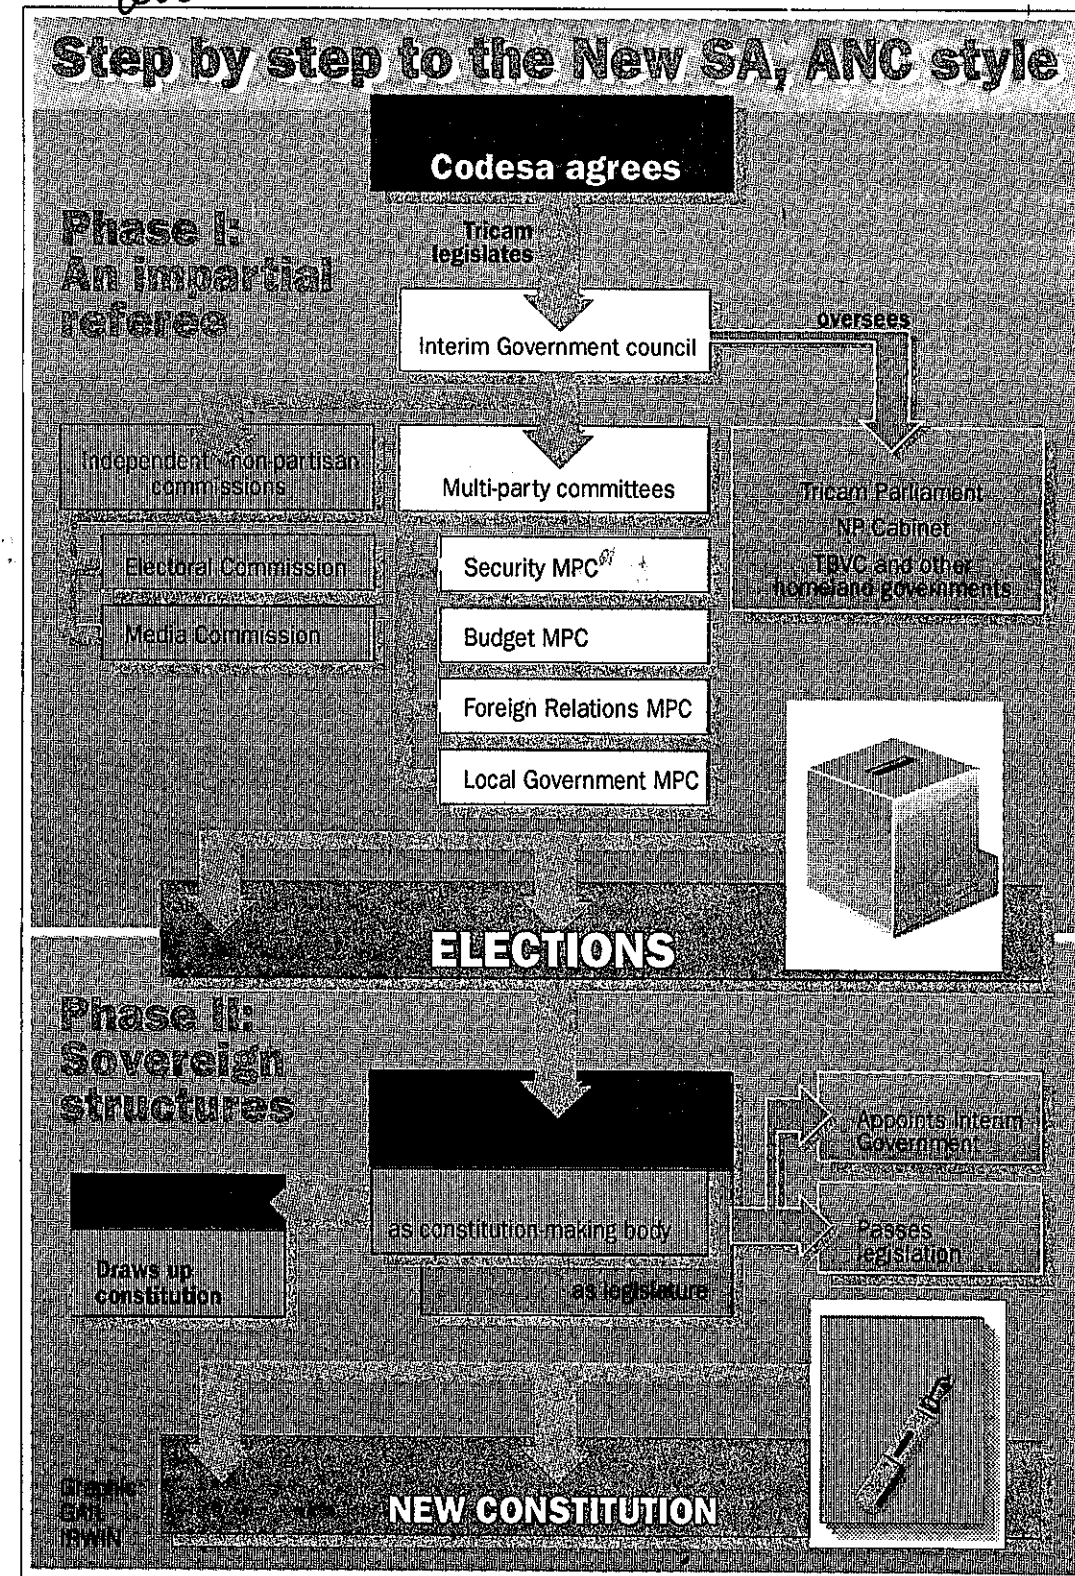 Step by step to the New SA, ANC style
Codesa agrees
Phase I:
An impartial
referee
Tricam
legislates
Interim Government council
oversees
Independent non-partisan
commissions
Electoral Commission
Media Commission
Multi-party committees
Security MPC
Budget MPC
Foreign Relations MPC
Local Government MPC
Tricam Parliament
NP Cabinet
TBVC and other
homeland governments
ELECTIONS
Phase II:
Sovereign
structures
as constitution-making body
as legislature
Appoints Interim
Government
Passes
legislation
Draws up
constitution
NEW CONSTITUTION
Graphic:
GAIL
IRWIN